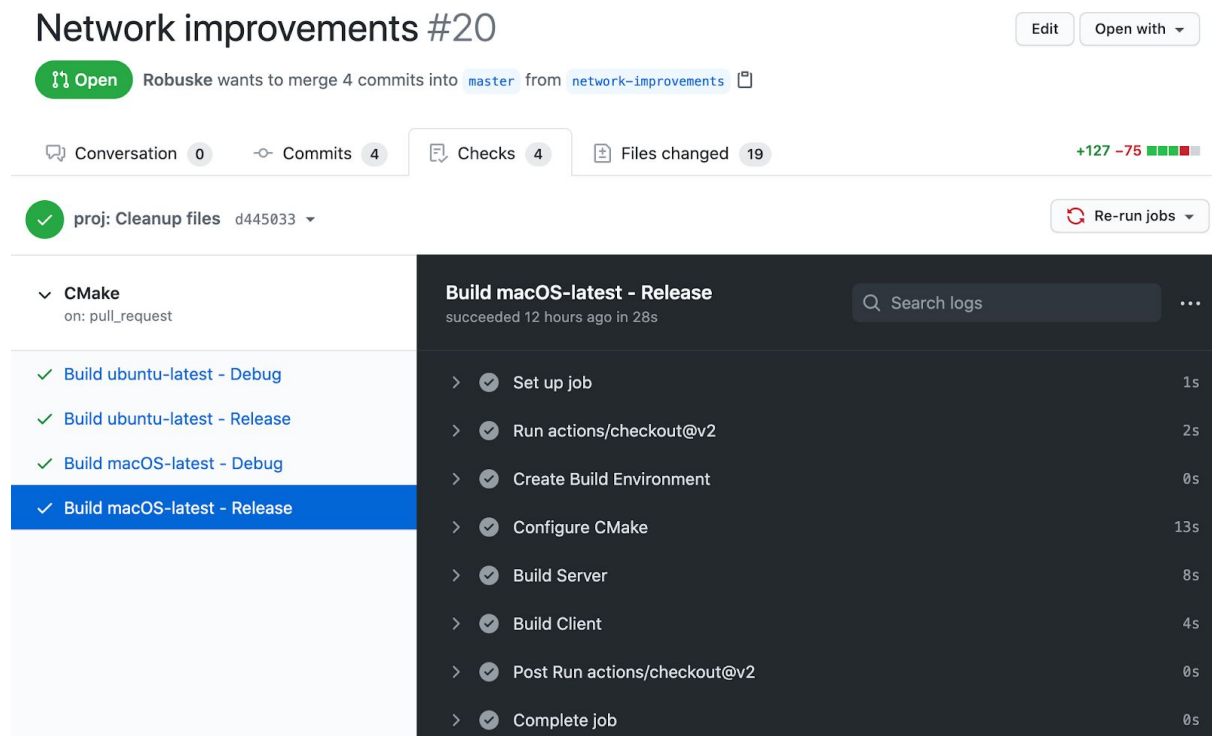 Network improvements #20
Edit
Open with
Open
Robuske wants to merge 4 commits into master from network-improvements
Conversation 0
Commits 4
Checks 4
Files changed 19
+127 −75
proj: Cleanup files d445033
Re-run jobs
CMake
on: pull_request
Build ubuntu-latest - Debug
Build ubuntu-latest - Release
Build macOS-latest - Debug
Build macOS-latest - Release
Build macOS-latest - Release
succeeded 12 hours ago in 28s
Search logs
Set up job 1s
Run actions/checkout@v2 2s
Create Build Environment 0s
Configure CMake 13s
Build Server 8s
Build Client 4s
Post Run actions/checkout@v2 0s
Complete job 0s